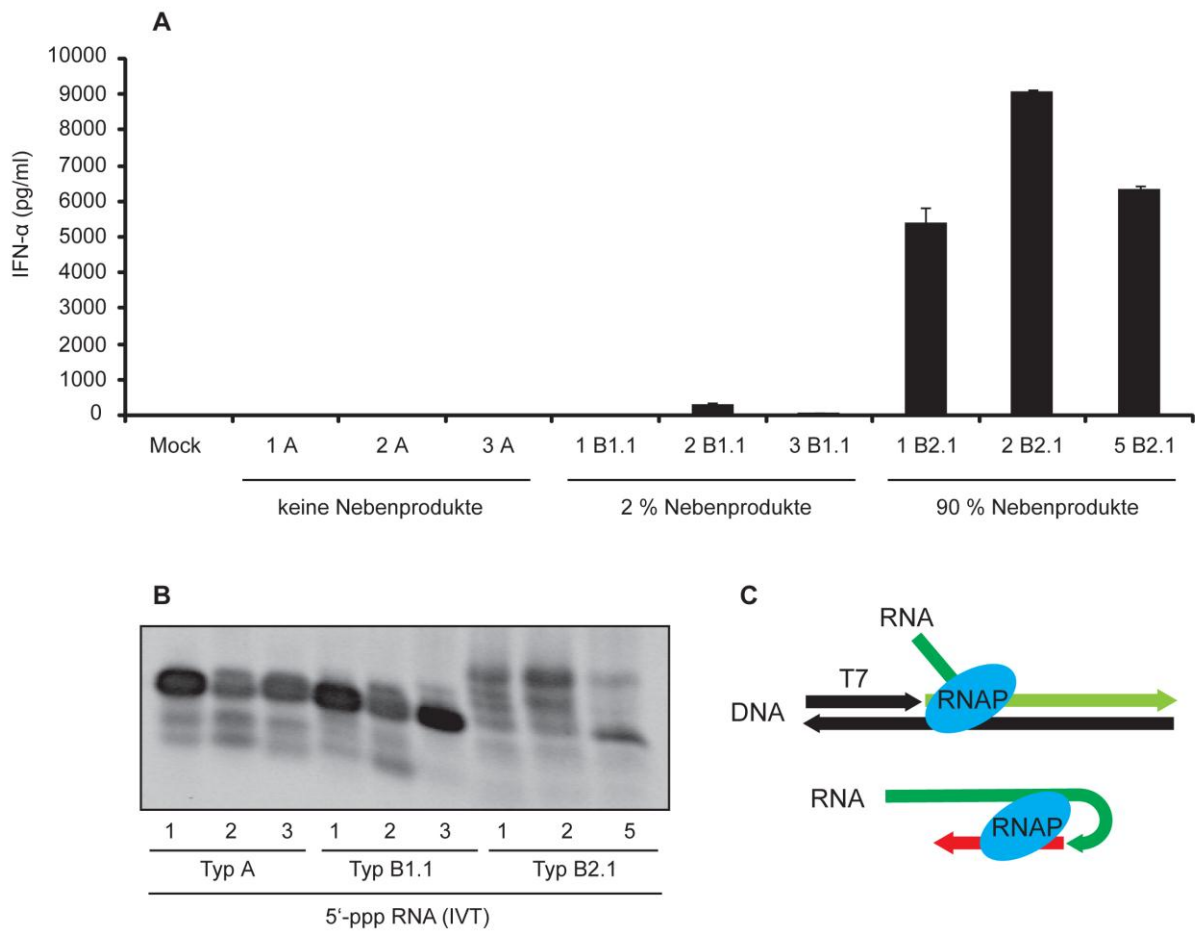 A
10000
9000
8000
7000
6000
5000
4000
3000
2000
1000
0
IFN-α (pg/ml)
Mock 1 A 2 A 3 A 1 B1.1 2 B1.1 3 B1.1 1 B2.1 2 B2.1 5 B2.1
keine Nebenprodukte 2 % Nebenprodukte 90 % Nebenprodukte
B
1 2 3 1 2 3 1 2 5
Typ A Typ B1.1 Typ B2.1
5‘-ppp RNA (IVT)
C
RNA
T7
RNAP
DNA
RNA
RNAP